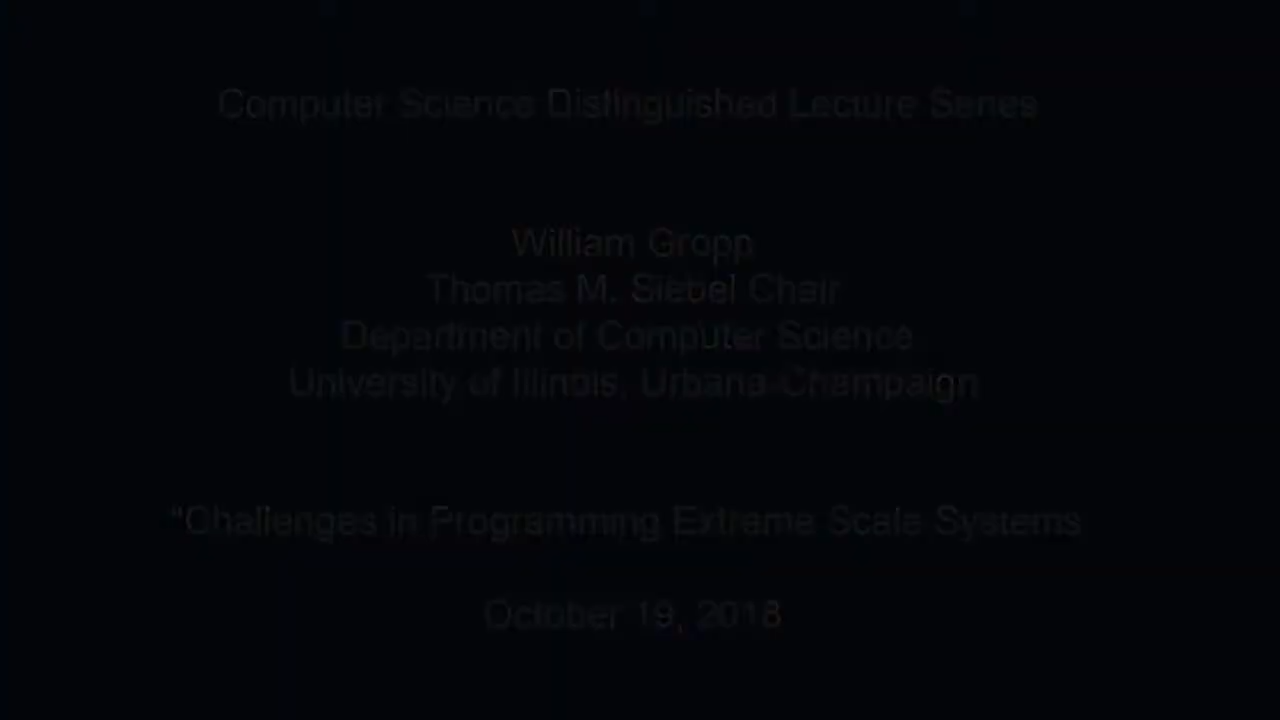 Computer Science Distinguished Lecture Series
William Gropp
Thomas M. Siebel Chair
Department of Computer Science
University of Illinois, Urbana-Champaign
"Challenges in Programming Extreme Scale Systems
October 19, 2018